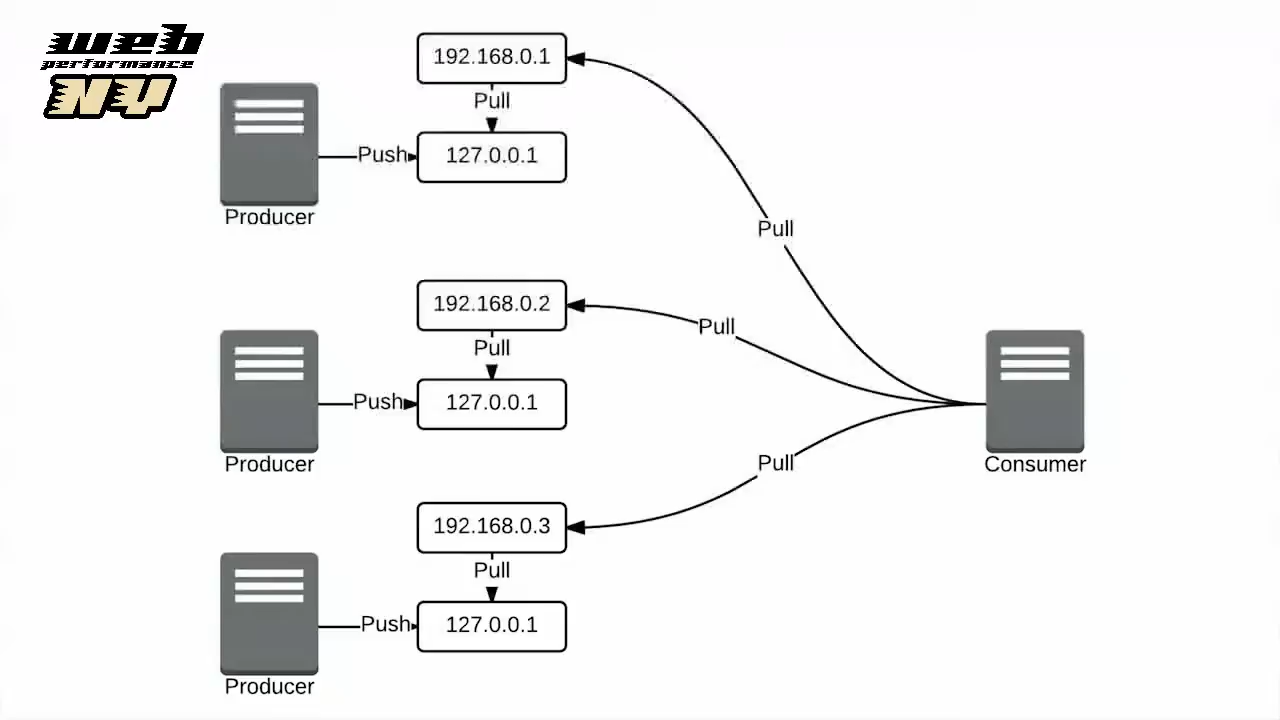 web
performance
NY
192.168.0.1
Pull
Push
127.0.0.1
Producer
Pull
192.168.0.2
Pull
Pull
Push
127.0.0.1
Producer
Consumer
Pull
192.168.0.3
Pull
Push
127.0.0.1
Producer